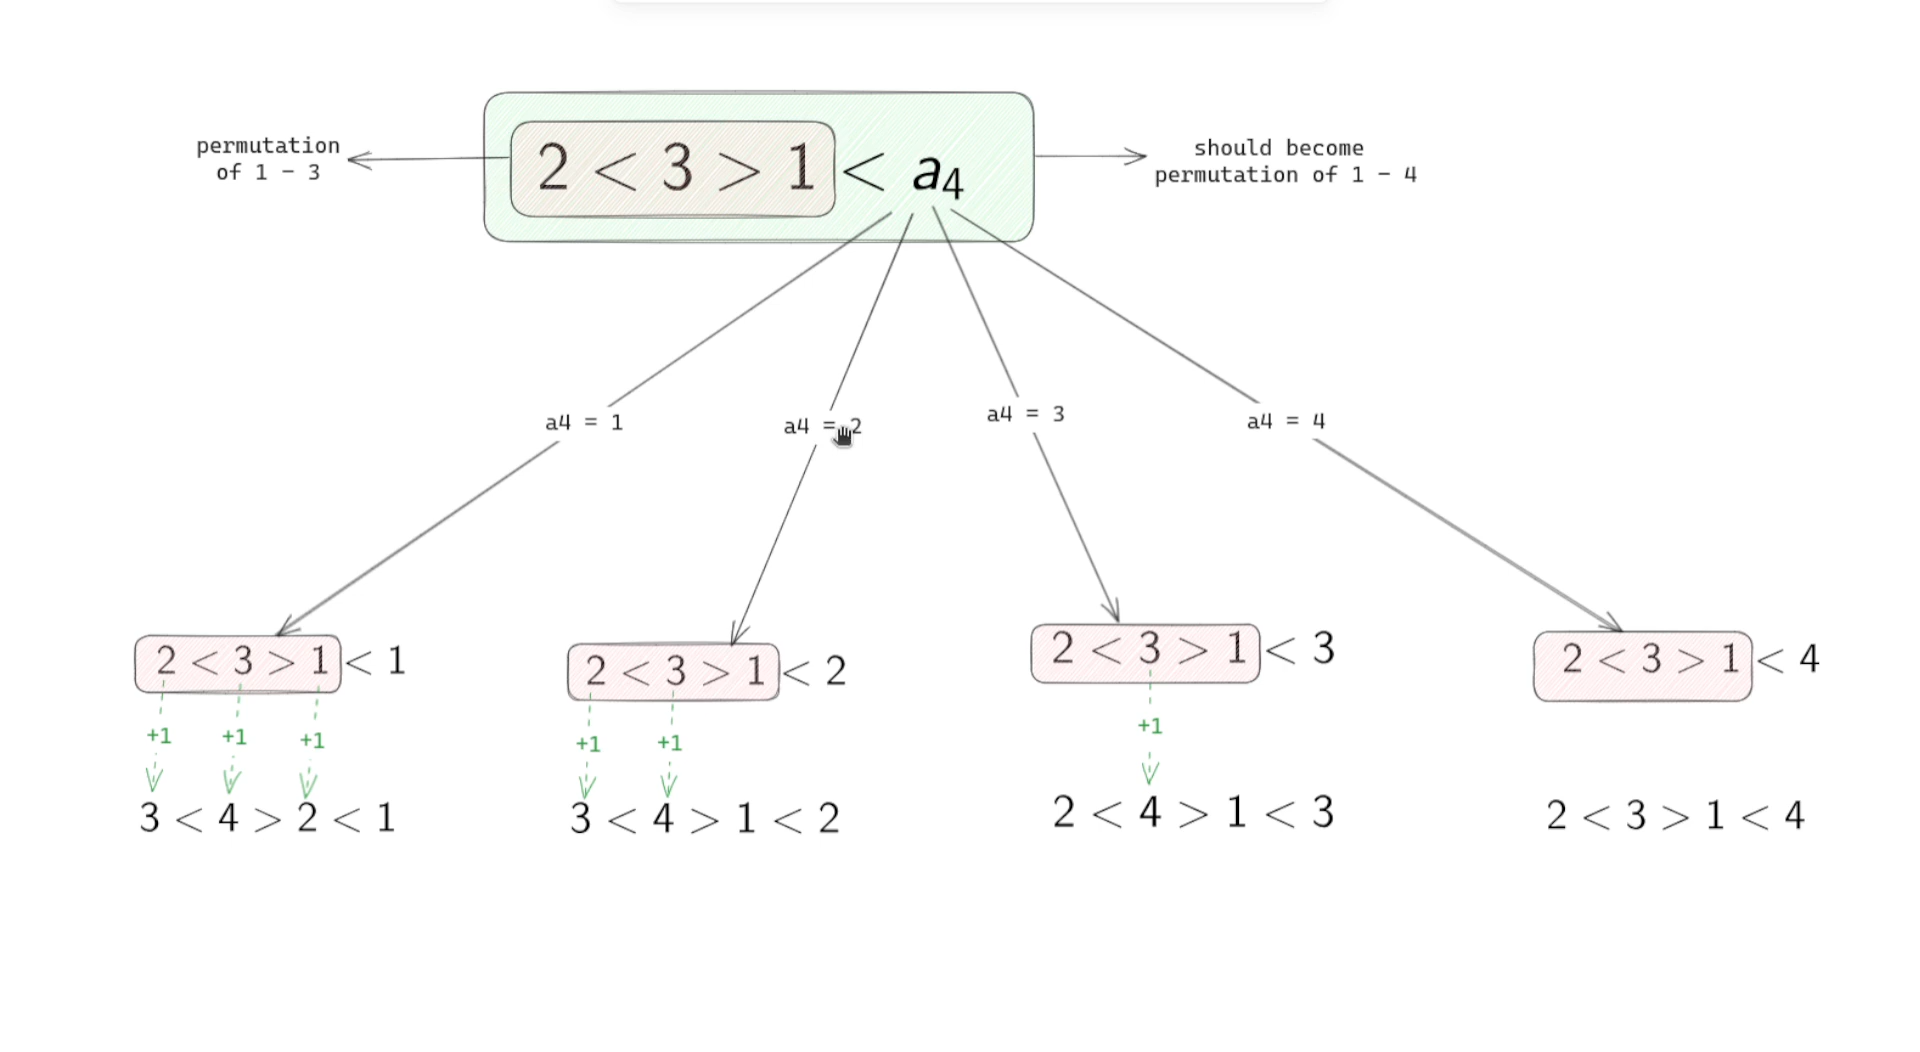 permutation
of 1 - 3
2 < 3 > 1 < a4
should become
permutation of 1 - 4
a4 = 1
a4 = 2
a4 = 3
a4 = 4
2 < 3 > 1 < 1
2 < 3 > 1 < 2
2 < 3 > 1 < 3
2 < 3 > 1 < 4
+1 +1 +1
+1 +1
+1
3 < 4 > 2 < 1
3 < 4 > 1 < 2
2 < 4 > 1 < 3
2 < 3 > 1 < 4